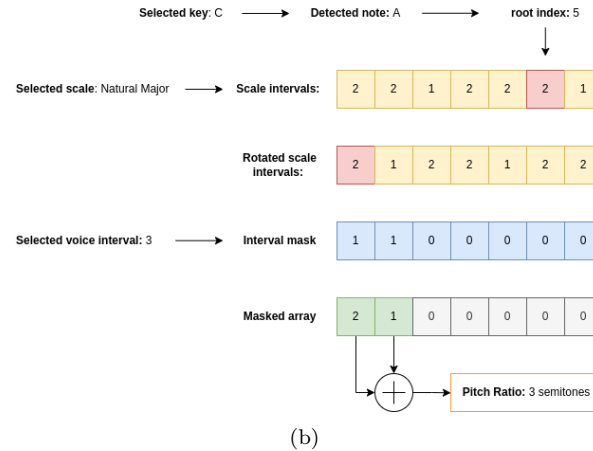 Selected key: C Detected note: A root index: 5
Selected scale: Natural Major Scale intervals: 2 2 1 2 2 2 1
Rotated scale
intervals: 2 1 2 2 1 2 2
Selected voice interval: 3 Interval mask 1 1 0 0 0 0 0
Masked array 2 1 0 0 0 0 0
Pitch Ratio: 3 semitones
(b)